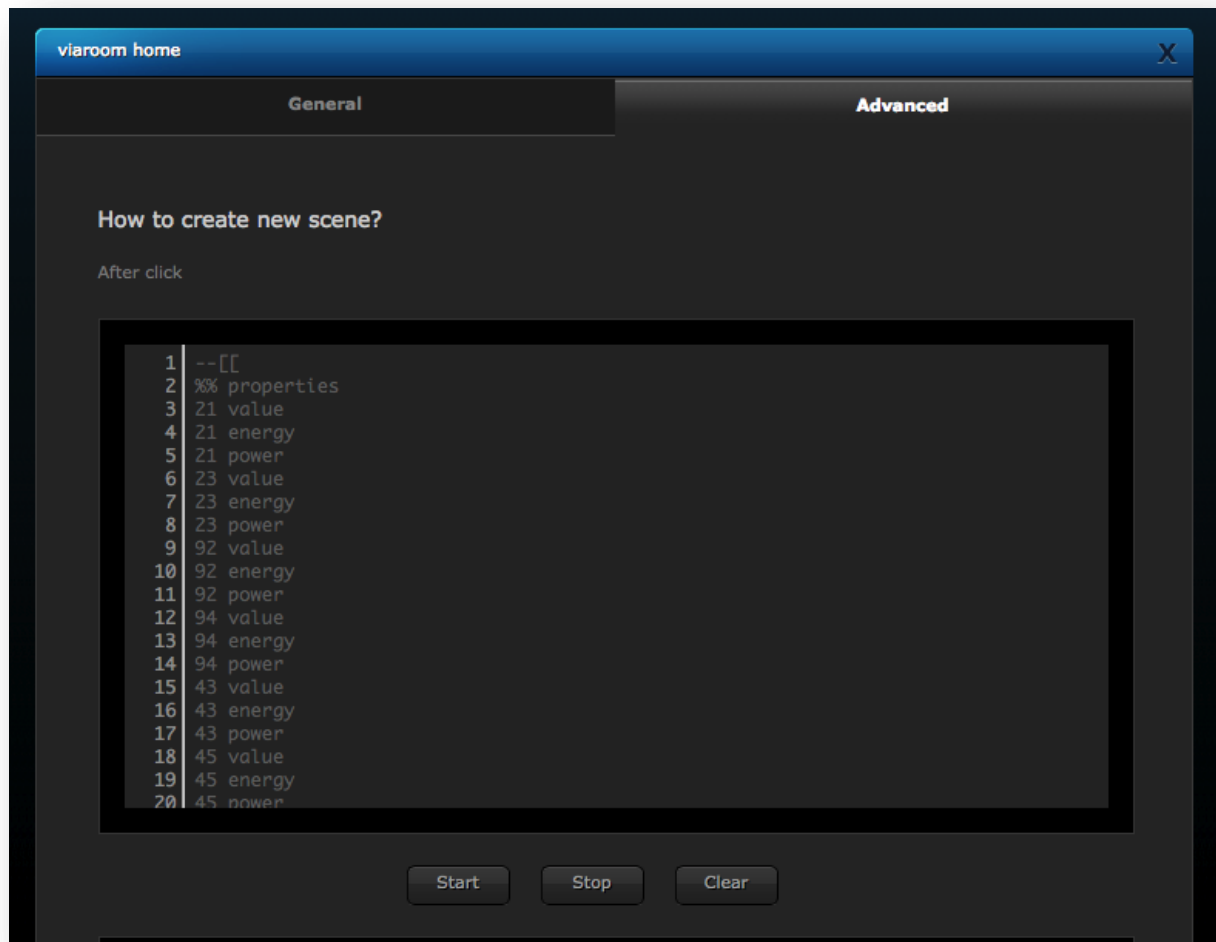 viaroom home X
General Advanced
How to create new scene?
After click
1 --[[
2 %% properties
3 21 value
4 21 energy
5 21 power
6 23 value
7 23 energy
8 23 power
9 92 value
10 92 energy
11 92 power
12 94 value
13 94 energy
14 94 power
15 43 value
16 43 energy
17 43 power
18 45 value
19 45 energy
20 45 power
Start Stop Clear